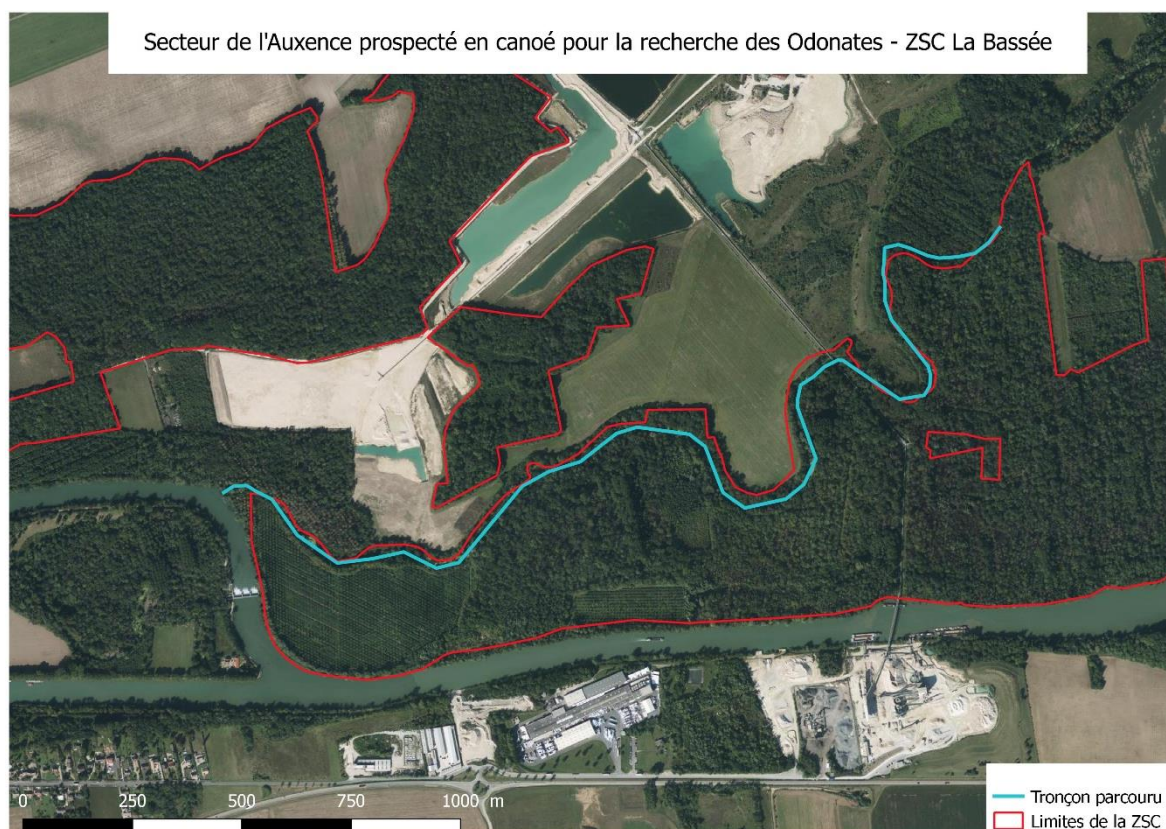 Secteur de l'Auxence prospecté en canoé pour la recherche des Odonates - ZSC La Bassée
0 250 500 750 1000 m
Tronçon parcouru
Limites de la ZSC